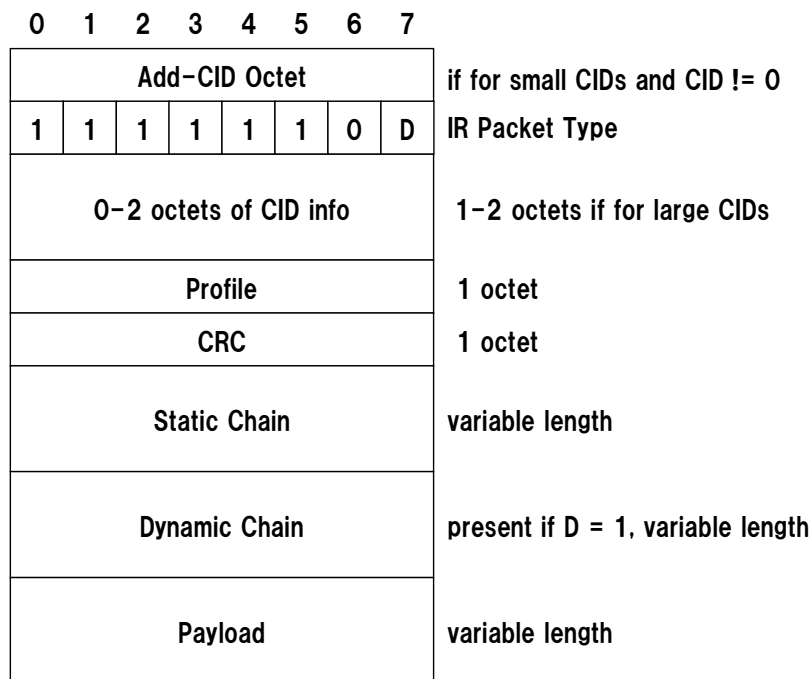 0 1 2 3 4 5 6 7
Add-CID Octet if for small CIDs and CID != 0
1 1 1 1 1 1 0 D IR Packet Type
0-2 octets of CID info 1-2 octets if for large CIDs
Profile 1 octet
CRC 1 octet
Static Chain variable length
Dynamic Chain present if D = 1, variable length
Payload variable length